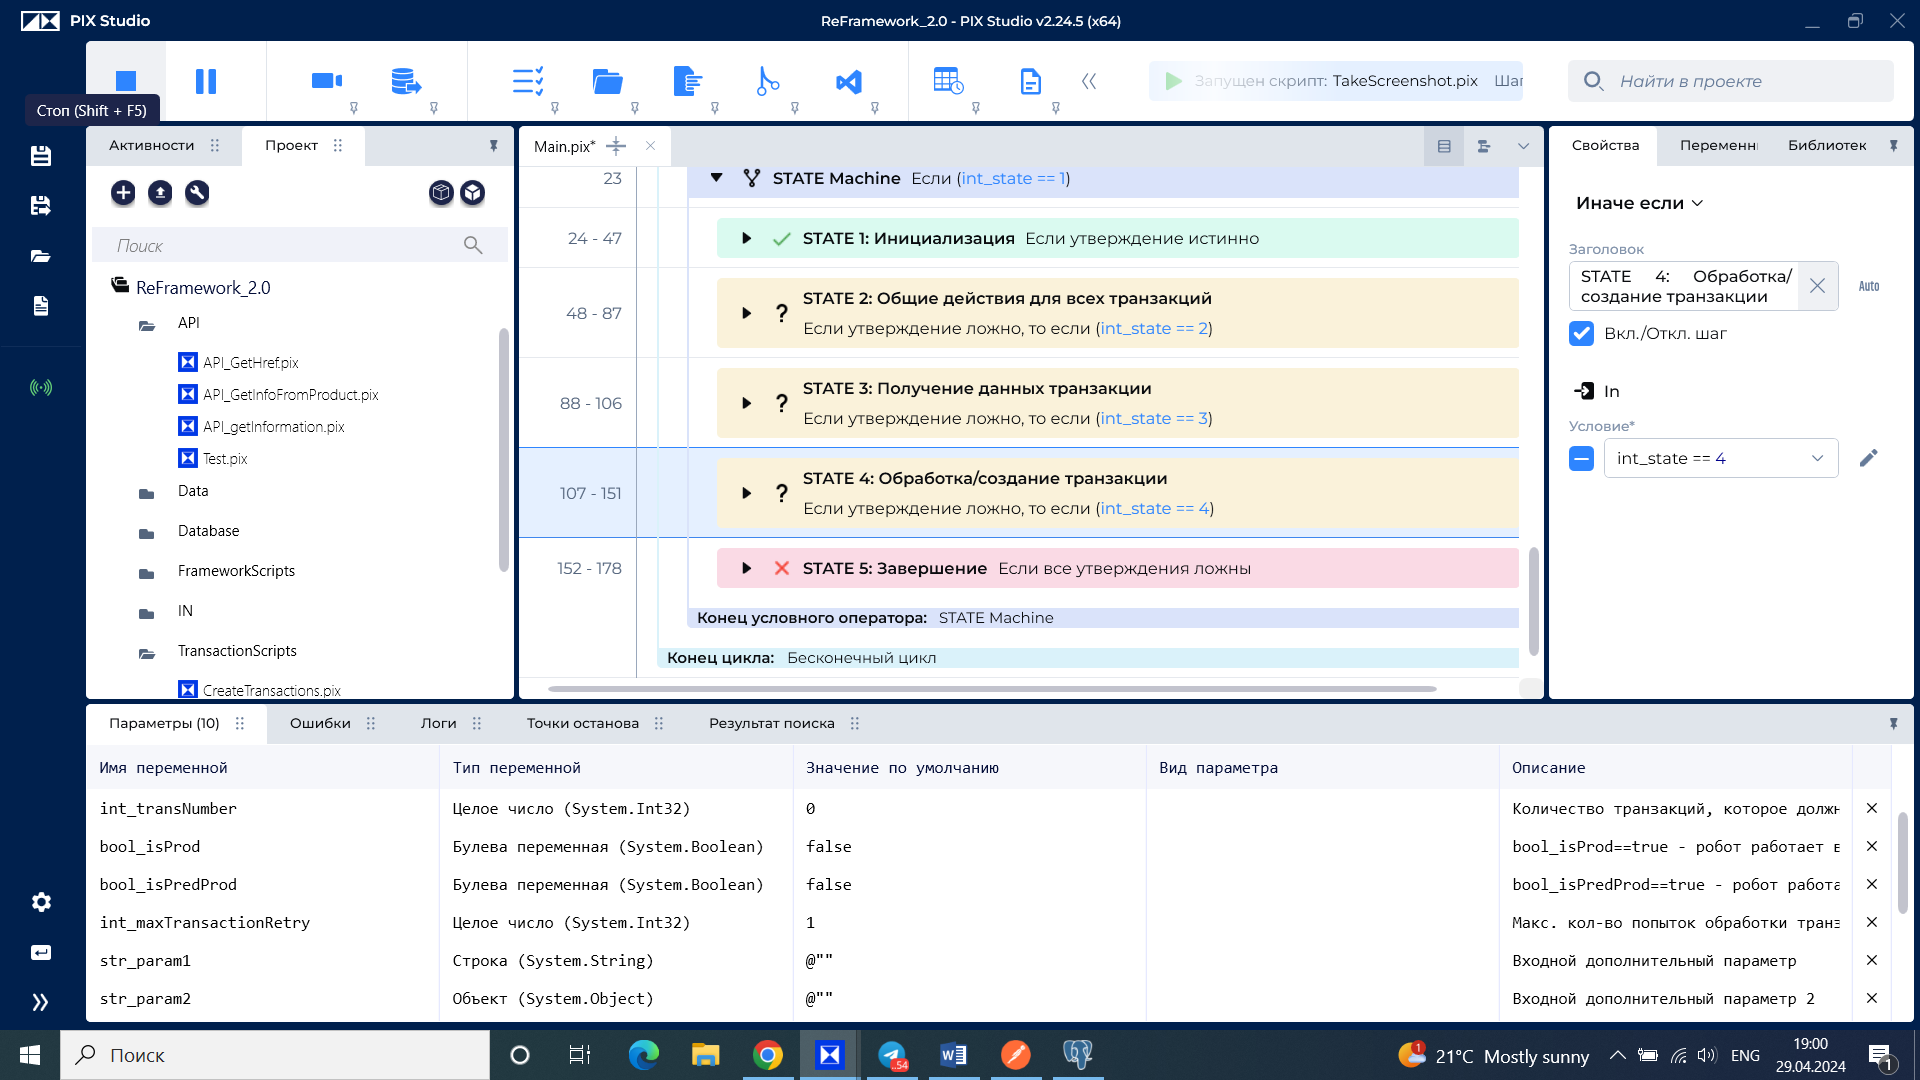 PIX Studio
ReFramework_2.0 - PIX Studio v2.24.5 (x64)
Запущен скрипт: TakeScreenshot.pix Шаг
Найти в проекте
Стоп (Shift + F5)
Активности
Проект
Поиск
ReFramework_2.0
API
API_GetHref.pix
API_GetInfoFromProduct.pix
API_getInformation.pix
Test.pix
Data
Database
FrameworkScripts
IN
TransactionScripts
CreateTransactions.pix
Main.pix*
23
STATE Machine Если (int_state == 1)
24 - 47
STATE 1: Инициализация Если утверждение истинно
48 - 87
STATE 2: Общие действия для всех транзакций
Если утверждение ложно, то если (int_state == 2)
88 - 106
STATE 3: Получение данных транзакции
Если утверждение ложно, то если (int_state == 3)
107 - 151
STATE 4: Обработка/создание транзакции
Если утверждение ложно, то если (int_state == 4)
152 - 178
STATE 5: Завершение Если все утверждения ложны
Конец условного оператора: STATE Machine
Конец цикла: Бесконечный цикл
Свойства
Переменн
Библиотек
Иначе если
Заголовок
STATE 4: Обработка/
создание транзакции
Auto
Вкл./Откл. шаг
In
Условие*
int_state == 4
Параметры (10)
Ошибки
Логи
Точки останова
Результат поиска
Имя переменной Тип переменной Значение по умолчанию Вид параметра Описание
int_transNumber Целое число (System.Int32) 0 Количество транзакций, которое должн
bool_isProd Булева переменная (System.Boolean) false bool_isProd==true - робот работает в
bool_isPredProd Булева переменная (System.Boolean) false bool_isPredProd==true - робот работа
int_maxTransactionRetry Целое число (System.Int32) 1 Макс. кол-во попыток обработки тран
str_param1 Строка (System.String) @"" Входной дополнительный параметр
str_param2 Объект (System.Object) @"" Входной дополнительный параметр 2
Поиск
..54
1
21°C Mostly sunny
ENG
19:00
29.04.2024
1